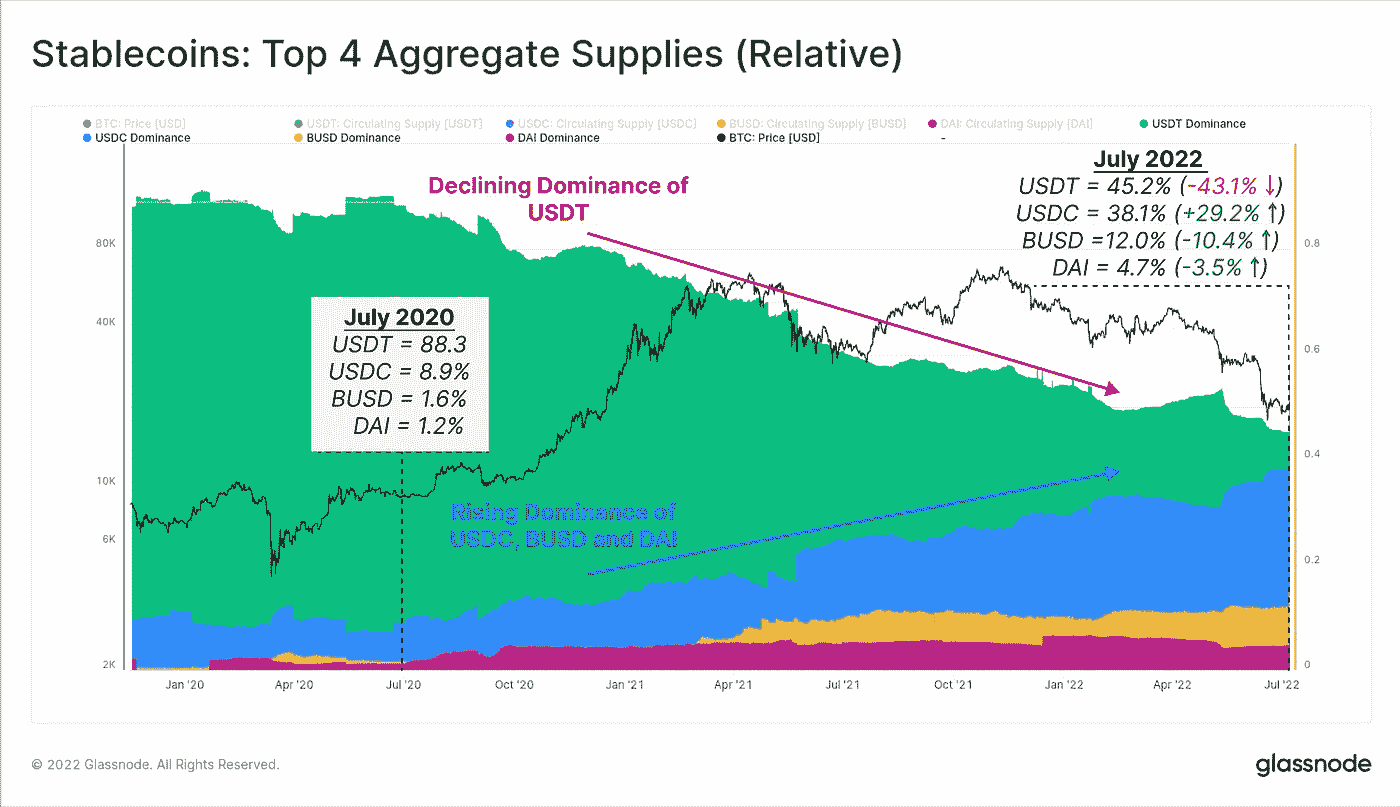 Stablecoins: Top 4 Aggregate Supplies (Relative)
BTC: Price [USD] USDT: Circulating Supply [USDT] USDC: Circulating Supply [USDC] BUSD: Circulating Supply [BUSD] DAI: Circulating Supply [DAI] USDT Dominance
USDC Dominance BUSD Dominance DAI Dominance BTC: Price [USD] -
July 2022
USDT = 45.2% (-43.1% ↓)
USDC = 38.1% (+29.2% ↑)
BUSD =12.0% (-10.4% ↑)
DAI = 4.7% (-3.5% ↑)
Declining Dominance of
USDT
July 2020
USDT = 88.3
USDC = 8.9%
BUSD = 1.6%
DAI = 1.2%
Rising Dominance of
USDC, BUSD and DAI
80K
40K
10K
6K
2K
0.8
0.6
0.4
0.2
0
Jan '20 Apr '20 Jul '20 Oct '20 Jan '21 Apr '21 Jul '21 Oct '21 Jan '22 Apr '22 Jul '22
© 2022 Glassnode. All Rights Reserved.
glassnode